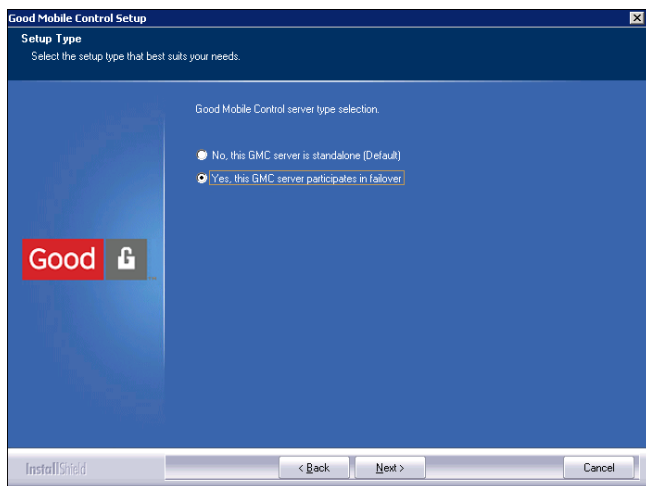 Good Mobile Control Setup
Setup Type
Select the setup type that best suits your needs.
Good Mobile Control server type selection.
No, this GMC server is standalone (Default)
Yes, this GMC server participates in failover
Good
InstallShield
< Back
Next >
Cancel